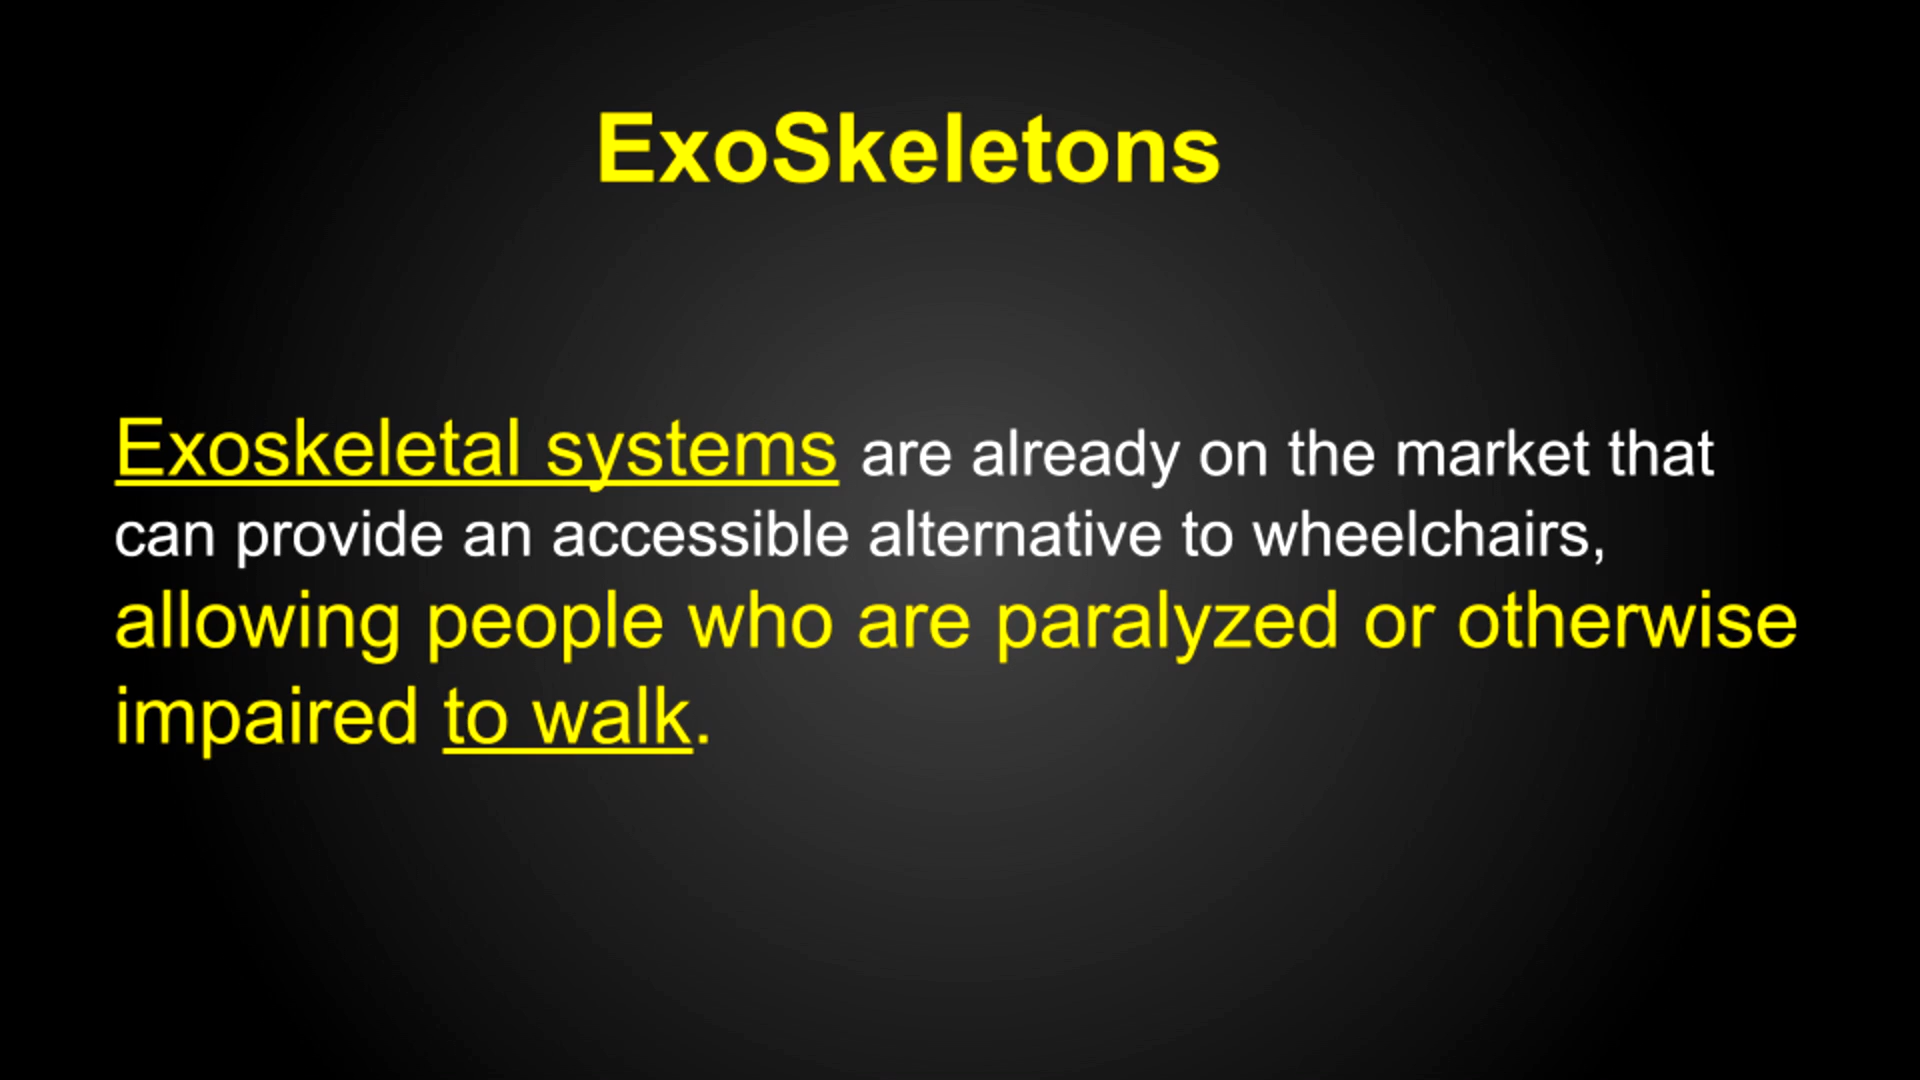 ExoSkeletons
Exoskeletal systems are already on the market that
can provide an accessible alternative to wheelchairs,
allowing people who are paralyzed or otherwise
impaired to walk.